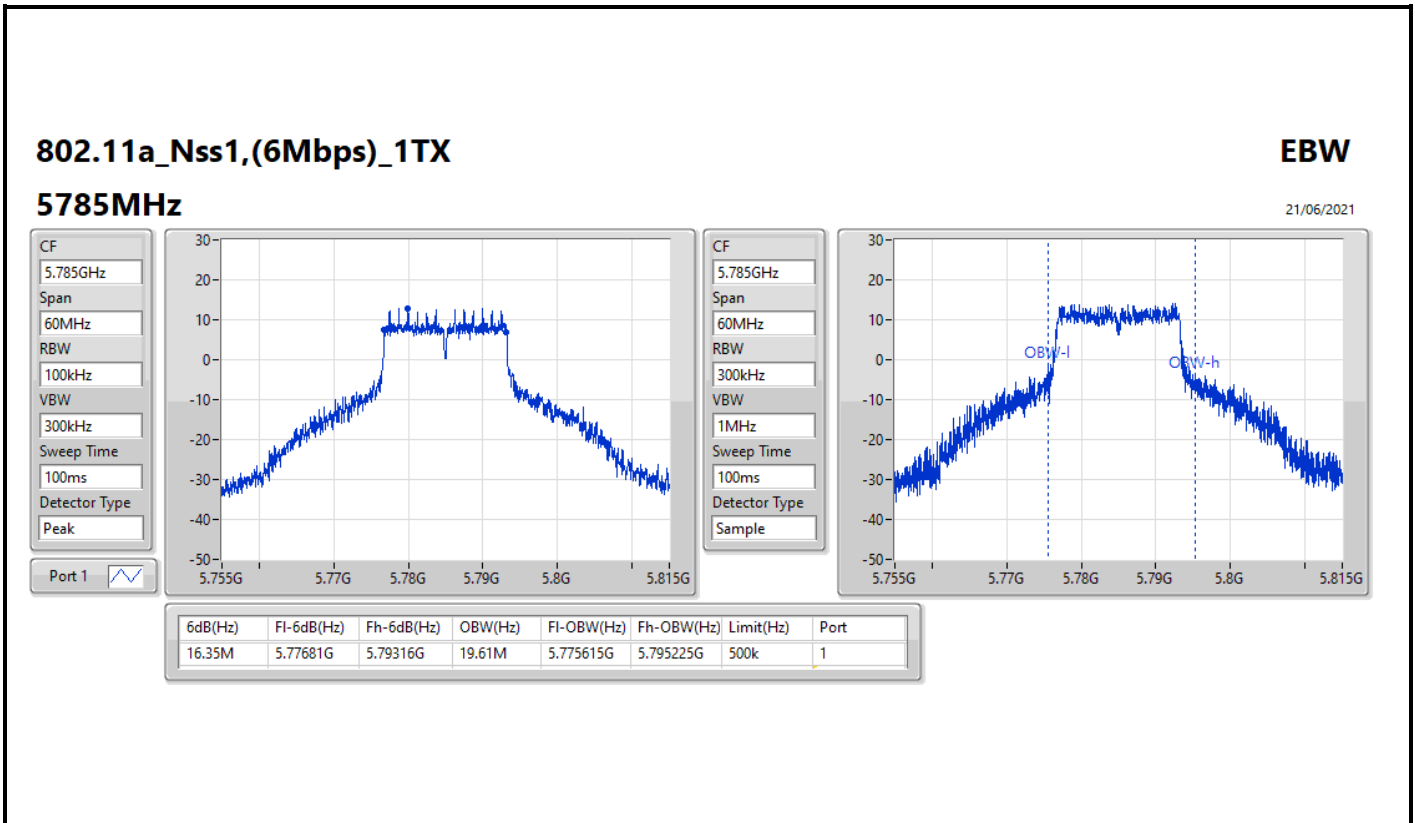 802.11a_Nss1,(6Mbps)_1TX
EBW
5785MHz
21/06/2021
CF
5.785GHz
Span
60MHz
RBW
100kHz
VBW
300kHz
Sweep Time
100ms
Detector Type
Peak
Port 1
30
20
10
0
-10
-20
-30
-40
-50
5.755G 5.77G 5.78G 5.79G 5.8G 5.815G
CF
5.785GHz
Span
60MHz
RBW
300kHz
VBW
1MHz
Sweep Time
100ms
Detector Type
Sample
30
20
10
0
-10
-20
-30
-40
-50
OBW-l
OBW-h
5.755G 5.77G 5.78G 5.79G 5.8G 5.815G
6dB(Hz) Fl-6dB(Hz) Fh-6dB(Hz) OBW(Hz) Fl-OBW(Hz) Fh-OBW(Hz) Limit(Hz) Port
16.35M 5.77681G 5.79316G 19.61M 5.775615G 5.795225G 500k 1